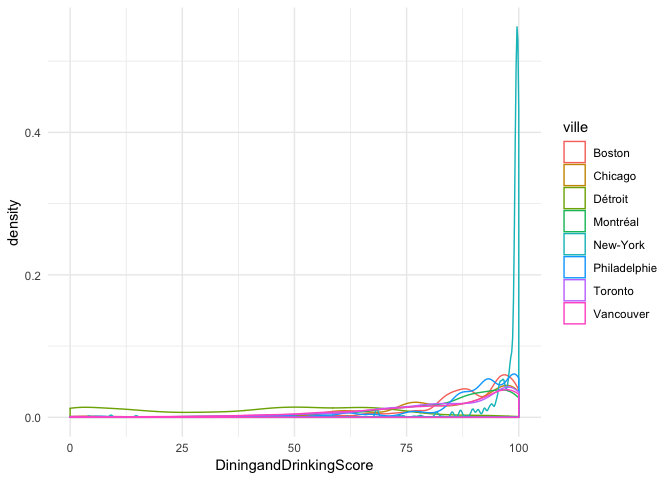 density
0.4
0.2
0.0
0
25
50
75
100
DiningandDrinkingScore
ville
Boston
Chicago
Détroit
Montréal
New-York
Philadelphie
Toronto
Vancouver